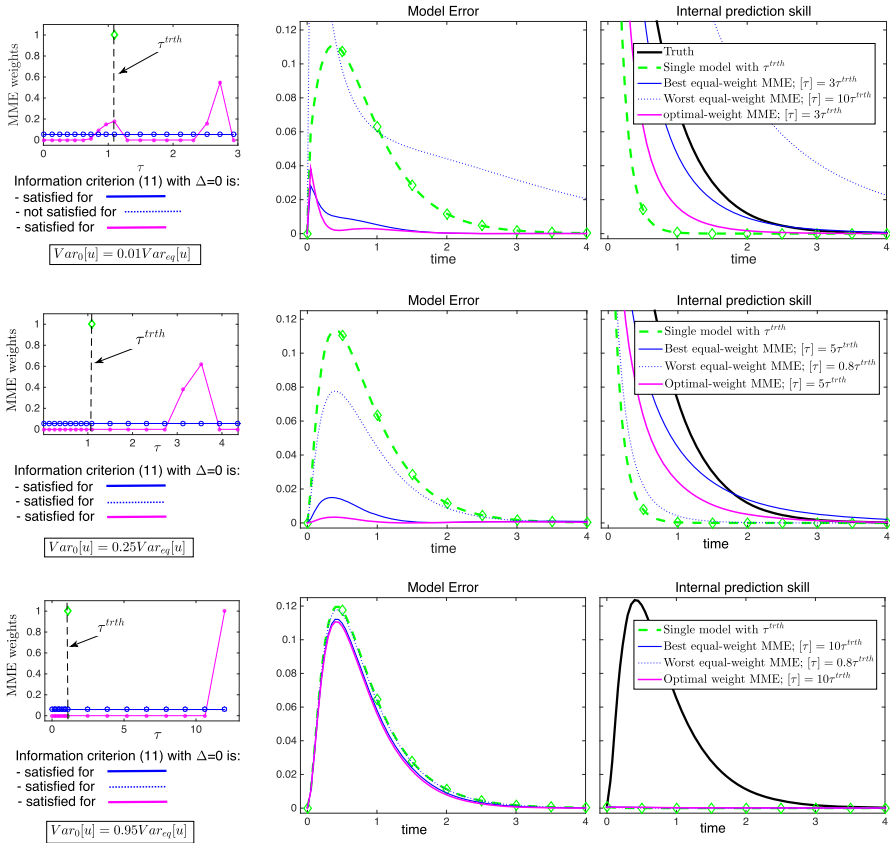 Model Error
Internal prediction skill
MME weights
1
0.8
0.6
0.4
0.2
0
τ^{trth}
0 1 2 3
τ
Information criterion (11) with Δ=0 is:
- satisfied for
- not satisfied for
- satisfied for
Var_0[u] = 0.01Var_{eq}[u]
0.12
0.1
0.08
0.06
0.04
0.02
0
0 1 2 3 4
time
Truth
Single model with τ^{trth}
Best equal-weight MME; [τ] = 3τ^{trth}
Worst equal-weight MME; [τ] = 10τ^{trth}
optimal-weight MME; [τ] = 3τ^{trth}
0 1 2 3 4
time
Model Error
Internal prediction skill
MME weights
1
0.8
0.6
0.4
0.2
0
τ^{trth}
1 2 3 4
τ
Information criterion (11) with Δ=0 is:
- satisfied for
- satisfied for
- satisfied for
Var_0[u] = 0.25Var_{eq}[u]
0.12
0.1
0.08
0.06
0.04
0.02
0
0 1 2 3 4
time
Single model with τ^{trth}
Best equal-weight MME; [τ] = 5τ^{trth}
Worst equal-weight MME; [τ] = 0.8τ^{trth}
Optimal-weight MME; [τ] = 5τ^{trth}
0 1 2 3 4
time
Model Error
Internal prediction skill
MME weights
1
0.8
0.6
0.4
0.2
0
τ^{trth}
0 5 10
τ
Information criterion (11) with Δ=0 is:
- satisfied for
- satisfied for
- satisfied for
Var_0[u] = 0.95Var_{eq}[u]
0.12
0.1
0.08
0.06
0.04
0.02
0
0 1 2 3 4
time
Single model with τ^{trth}
Best equal-weight MME; [τ] = 10τ^{trth}
Worst equal-weight MME; [τ] = 0.8τ^{trth}
Optimal weight MME; [τ] = 10τ^{trth}
0 1 2 3 4
time